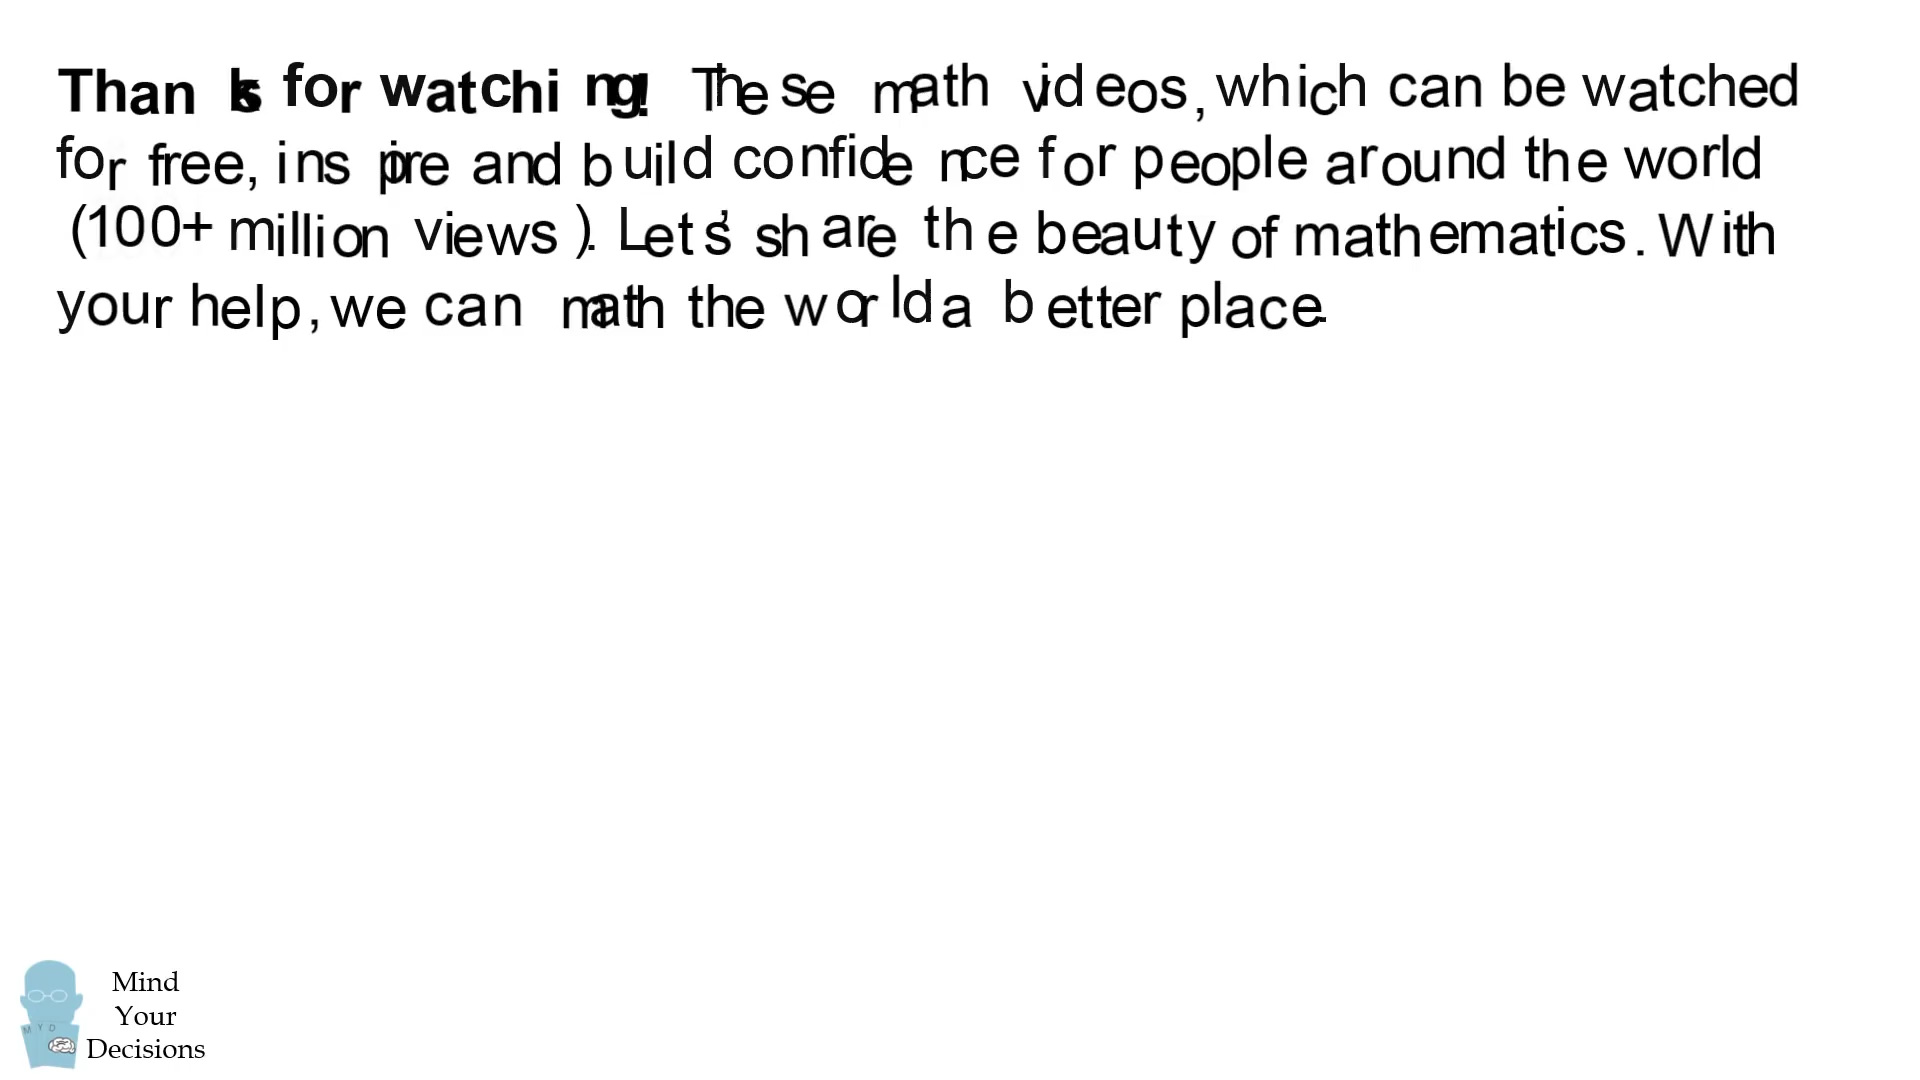 Thanks for watching! These math videos, which can be watched
for free, inspire and build confidence for people around the world
(100+ million views). Let's share the beauty of mathematics. With
your help, we can math the world a better place.
M Y D
Mind
Your
Decisions